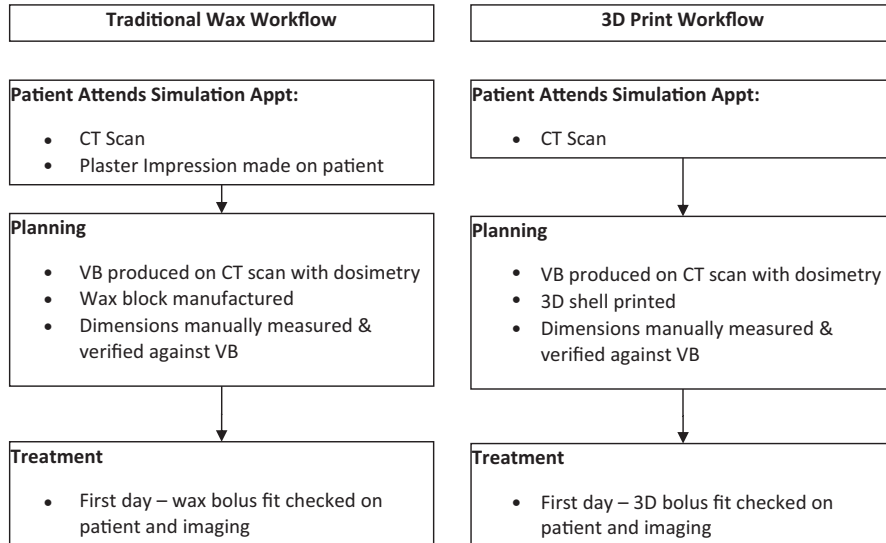 Traditional Wax Workflow
Patient Attends Simulation Appt:
• CT Scan
• Plaster Impression made on patient
Planning
• VB produced on CT scan with dosimetry
• Wax block manufactured
• Dimensions manually measured &
verified against VB
Treatment
• First day – wax bolus fit checked on
patient and imaging
3D Print Workflow
Patient Attends Simulation Appt:
• CT Scan
Planning
• VB produced on CT scan with dosimetry
• 3D shell printed
• Dimensions manually measured &
verified against VB
Treatment
• First day – 3D bolus fit checked on
patient and imaging